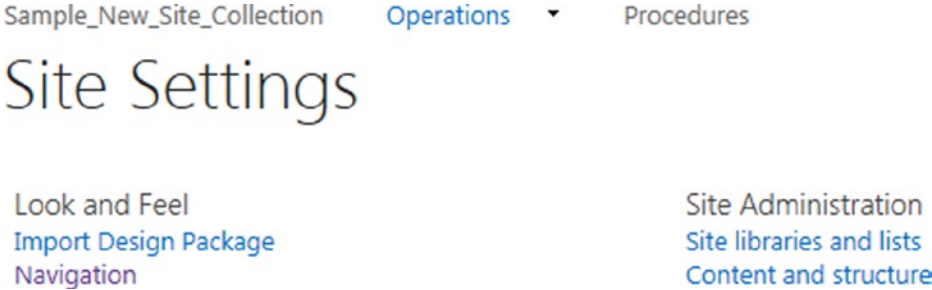 Sample_New_Site_Collection Operations Procedures
Site Settings
Look and Feel
Import Design Package
Navigation
Site Administration
Site libraries and lists
Content and structure